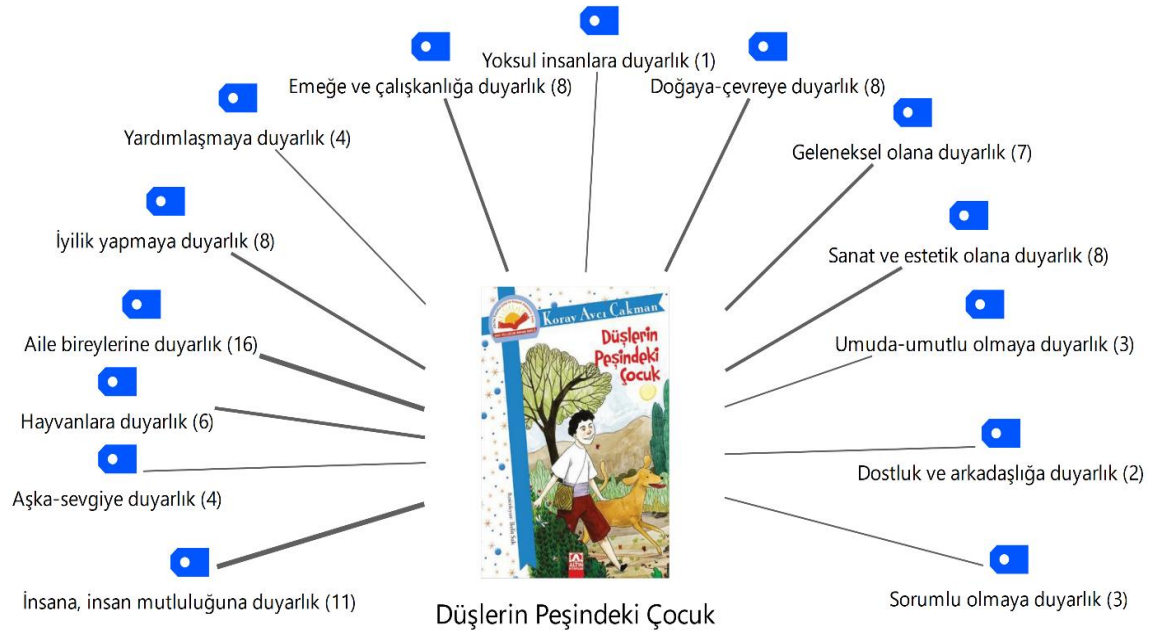 Yoksul insanlara duyarlık (1)
Emeğe ve çalışkanlığa duyarlık (8)
Doğaya-çevreye duyarlık (8)
Yardımlaşmaya duyarlık (4)
Geleneksel olana duyarlık (7)
İyilik yapmaya duyarlık (8)
Sanat ve estetik olana duyarlık (8)
Aile bireylerine duyarlık (16)
Umuda-umutlu olmaya duyarlık (3)
Hayvanlara duyarlık (6)
Aşka-sevgiye duyarlık (4)
Dostluk ve arkadaşlığa duyarlık (2)
İnsana, insan mutluluğuna duyarlık (11)
Sorumlu olmaya duyarlık (3)
Koray Avcı Çakman
Düşlerin
Peşindeki
Çocuk
ALTIN
Düşlerin Peşindeki Çocuk